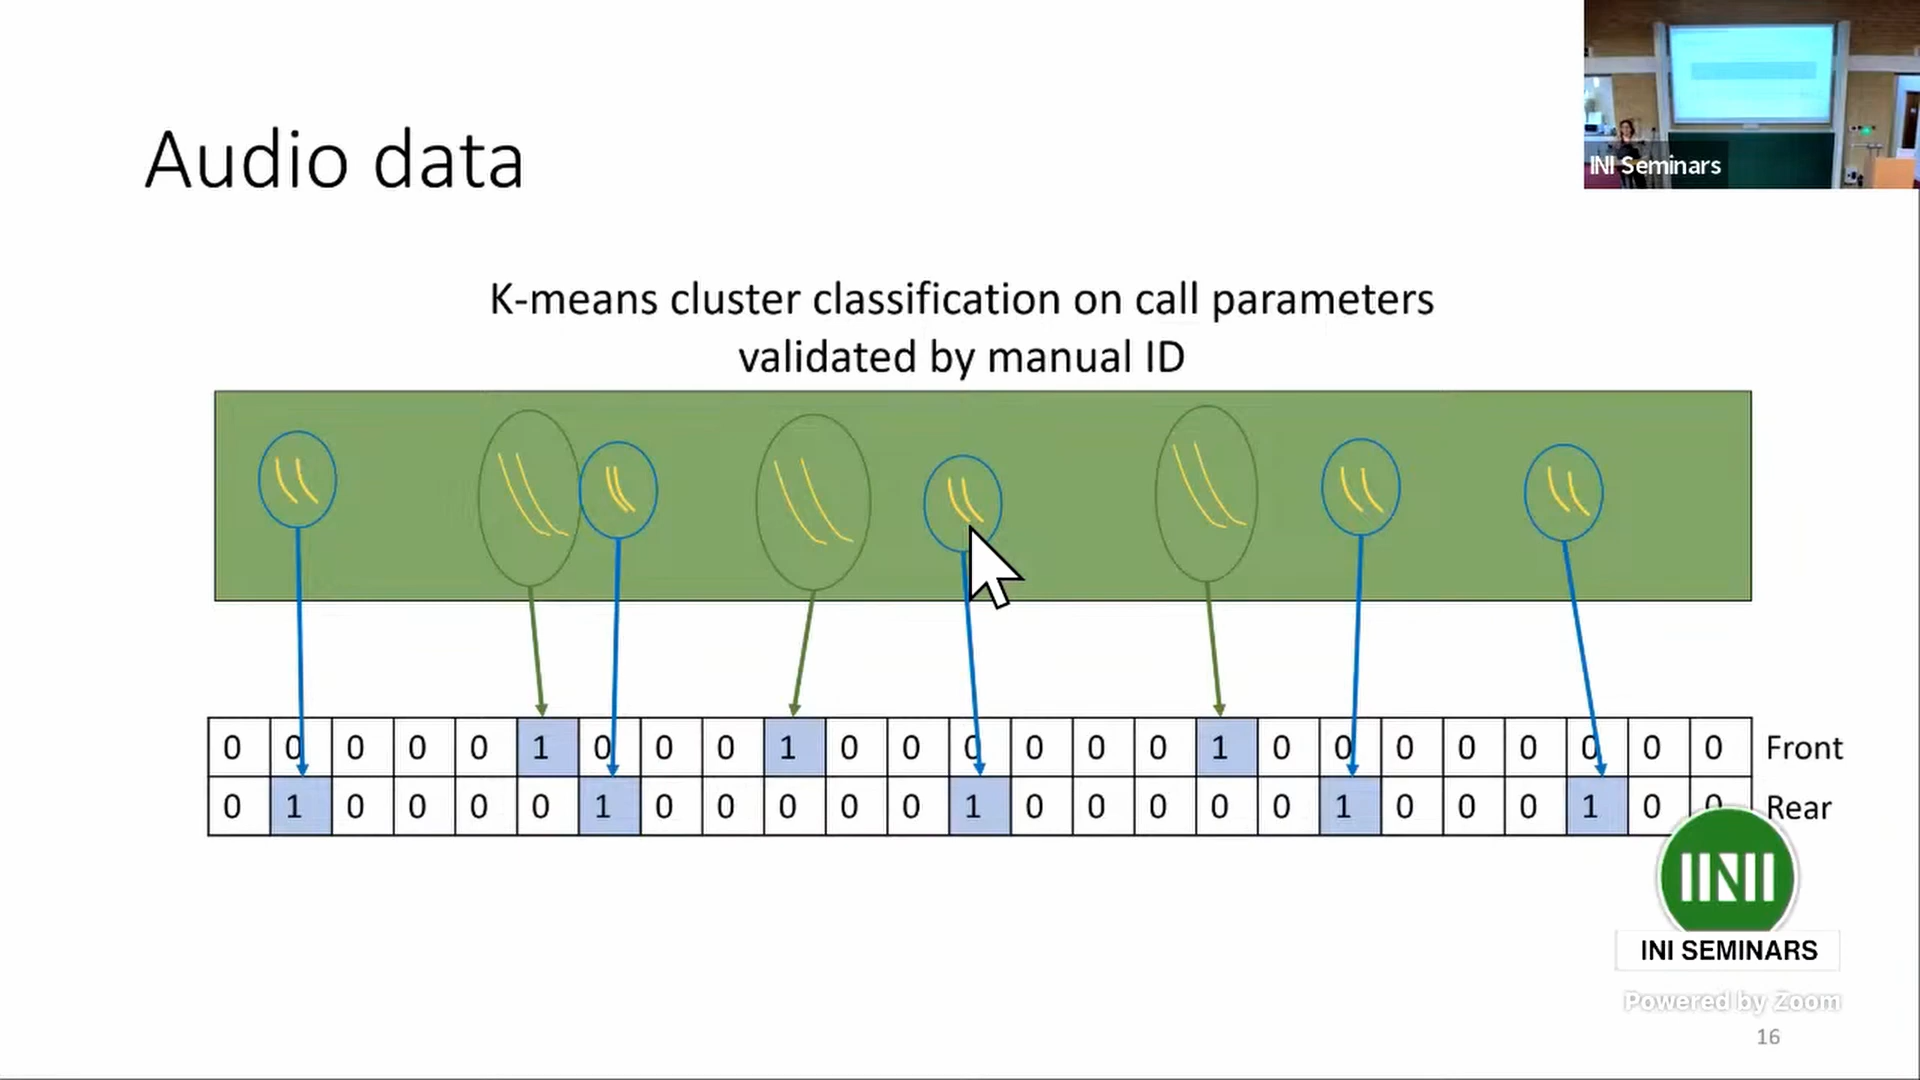 INI Seminars
Audio data
K-means cluster classification on call parameters
validated by manual ID
0 0 0 0 0 1 0 0 0 1 0 0 0 0 0 0 1 0 0 0 0 0 0 0 0 Front
0 1 0 0 0 0 1 0 0 0 0 0 1 0 0 0 0 0 1 0 0 0 1 0 0 Rear
INI
INI SEMINARS
Powered by Zoom
16